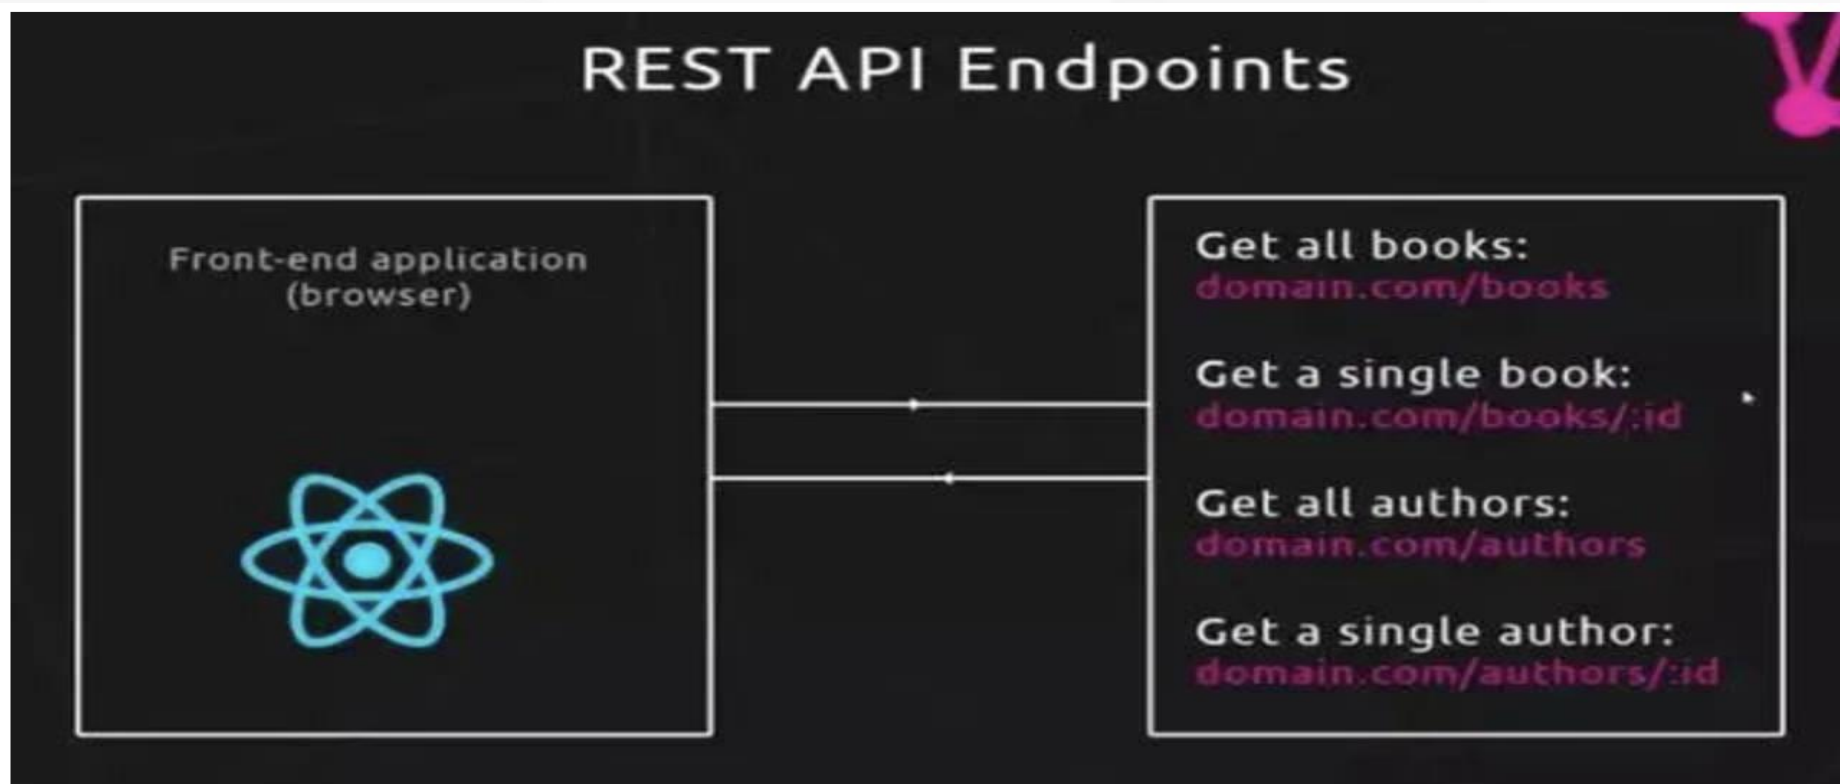 REST API Endpoints
Front-end application
(browser)
Get all books:
domain.com/books
Get a single book:
domain.com/books/:id
Get all authors:
domain.com/authors
Get a single author:
domain.com/authors/:id